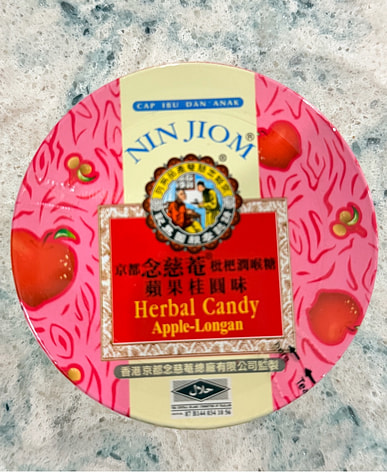 CAP IBU DAN ANAK
NIN JIOM®
®
京都念慈菴®枇杷潤喉糖
蘋果桂圓味
Herbal Candy
Apple-Longan
香港京都念慈菴總廠有限公司監製
حلال